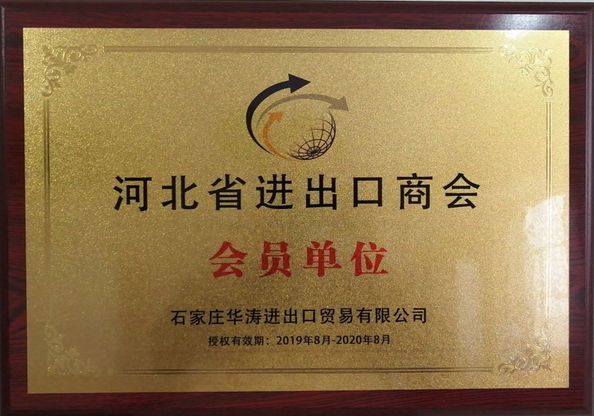 河北省进出口商会
会员单位
石家庄华涛进出口贸易有限公司
授权有效期：2019年8月-2020年8月